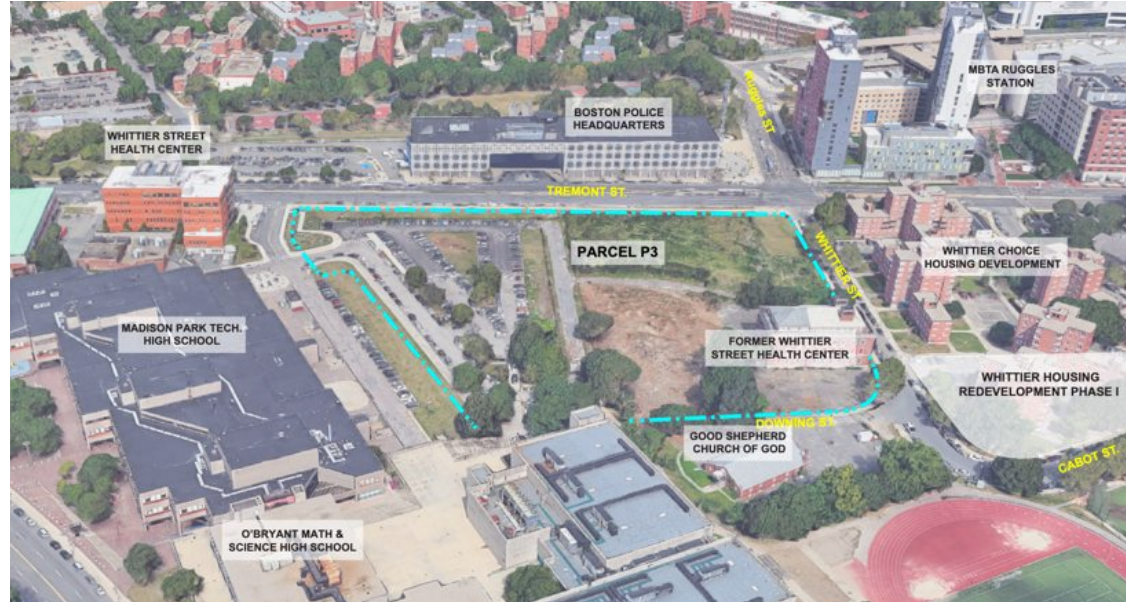 Ruggles ST
MBTA RUGGLES
STATION
BOSTON POLICE
HEADQUARTERS
WHITTIER STREET
HEALTH CENTER
TREMONT ST.
PARCEL P3
WHITTIER ST.
WHITTIER CHOICE
HOUSING DEVELOPMENT
MADISON PARK TECH.
HIGH SCHOOL
FORMER WHITTIER
STREET HEALTH CENTER
WHITTIER HOUSING
REDEVELOPMENT PHASE I
DOWNING ST.
GOOD SHEPHERD
CHURCH OF GOD
CABOT ST.
O'BRYANT MATH &
SCIENCE HIGH SCHOOL